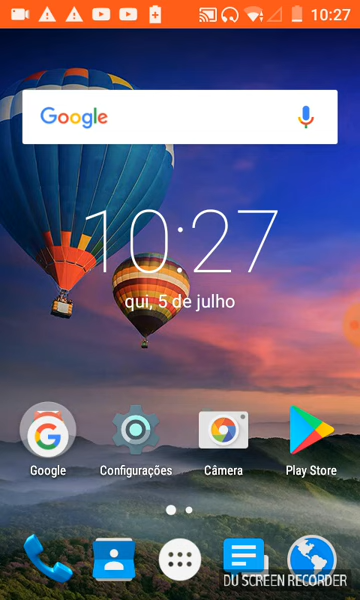 10:27
Google
10:27
qui, 5 de julho
Google
Configurações
Câmera
Play Store
DU SCREEN RECORDER